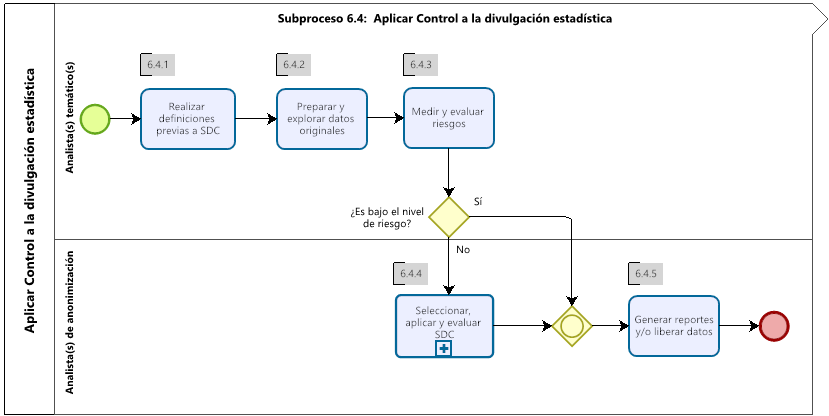 Subproceso 6.4:  Aplicar Control a la divulgación estadística
Aplicar Control a la divulgación estadística
Analista(s) temático(s)
6.4.1
Realizar
definiciones
previas a SDC
6.4.2
Preparar y
explorar datos
originales
6.4.3
Medir y evaluar
riesgos
¿Es bajo el nivel
de riesgo?
Sí
No
Analista(s) de anonimización
6.4.4
Seleccionar,
aplicar y evaluar
SDC
6.4.5
Generar reportes
y/o liberar datos